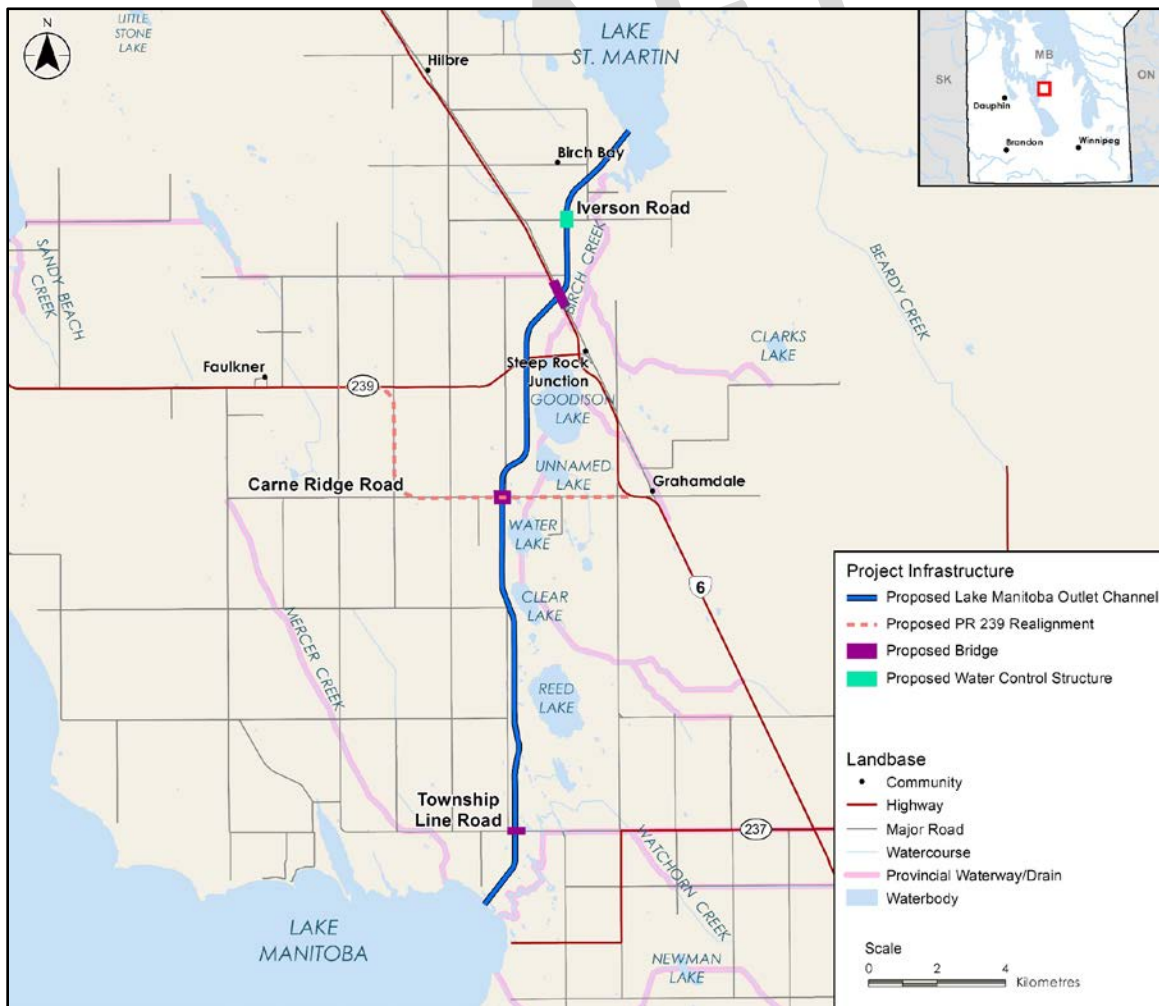 N
LITTLE
STONE
LAKE
LAKE
ST. MARTIN
Hilbre
MB
SK
ON
Dauphin
Brandon
Winnipeg
Birch Bay
Iverson Road
SANDY BEACH
CREEK
BIRCH CREEK
BEARDY CREEK
CLARKS
LAKE
Steep Rock
Junction
Faulkner
239
GOODISON
LAKE
UNNAMED
LAKE
Carne Ridge Road
Grahamdale
WATER
LAKE
CLEAR
LAKE
6
MERCER CREEK
REED
LAKE
Township
Line Road
237
WATCHORN CREEK
LAKE
MANITOBA
NEWMAN
LAKE
Project Infrastructure
Proposed Lake Manitoba Outlet Channel
Proposed PR 239 Realignment
Proposed Bridge
Proposed Water Control Structure
Landbase
Community
Highway
Major Road
Watercourse
Provincial Waterway/Drain
Waterbody
Scale
0 2 4
Kilometres